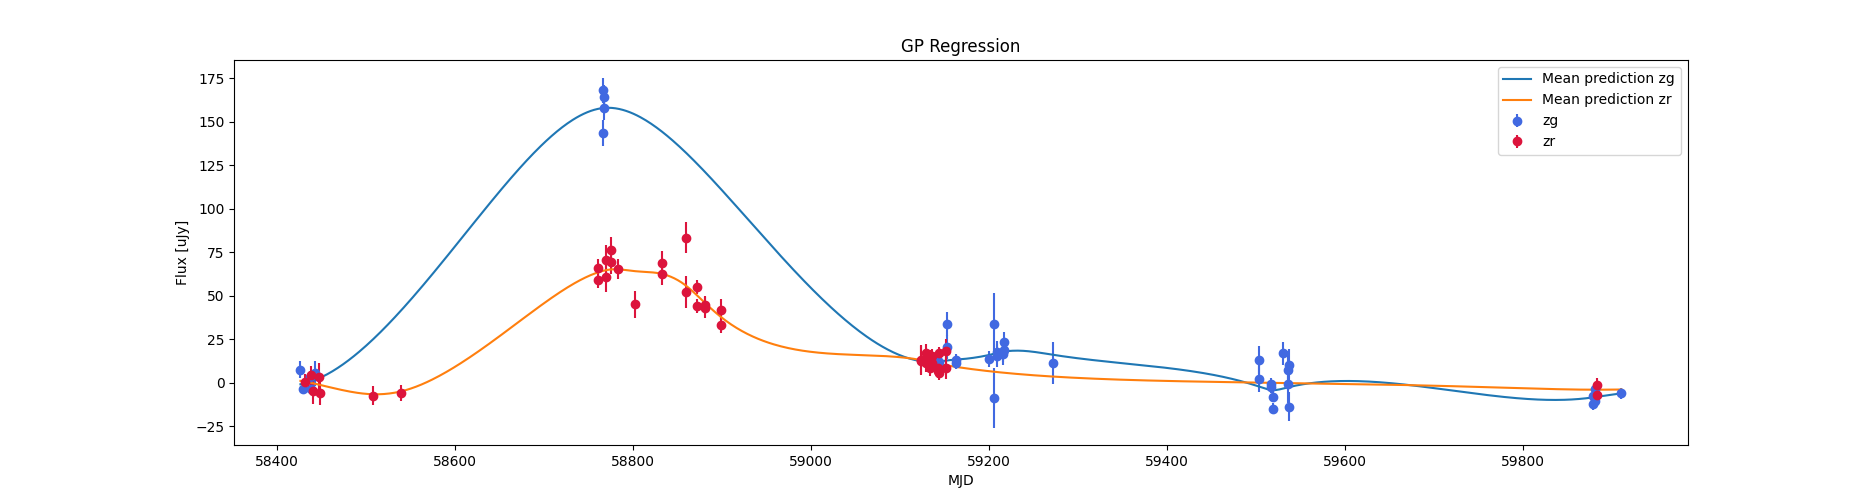 GP Regression
Mean prediction zg
Mean prediction zr
zg
zr
175
150
125
100
75
50
25
0
−25
Flux [uJy]
58400 58600 58800 59000 59200 59400 59600 59800
MJD